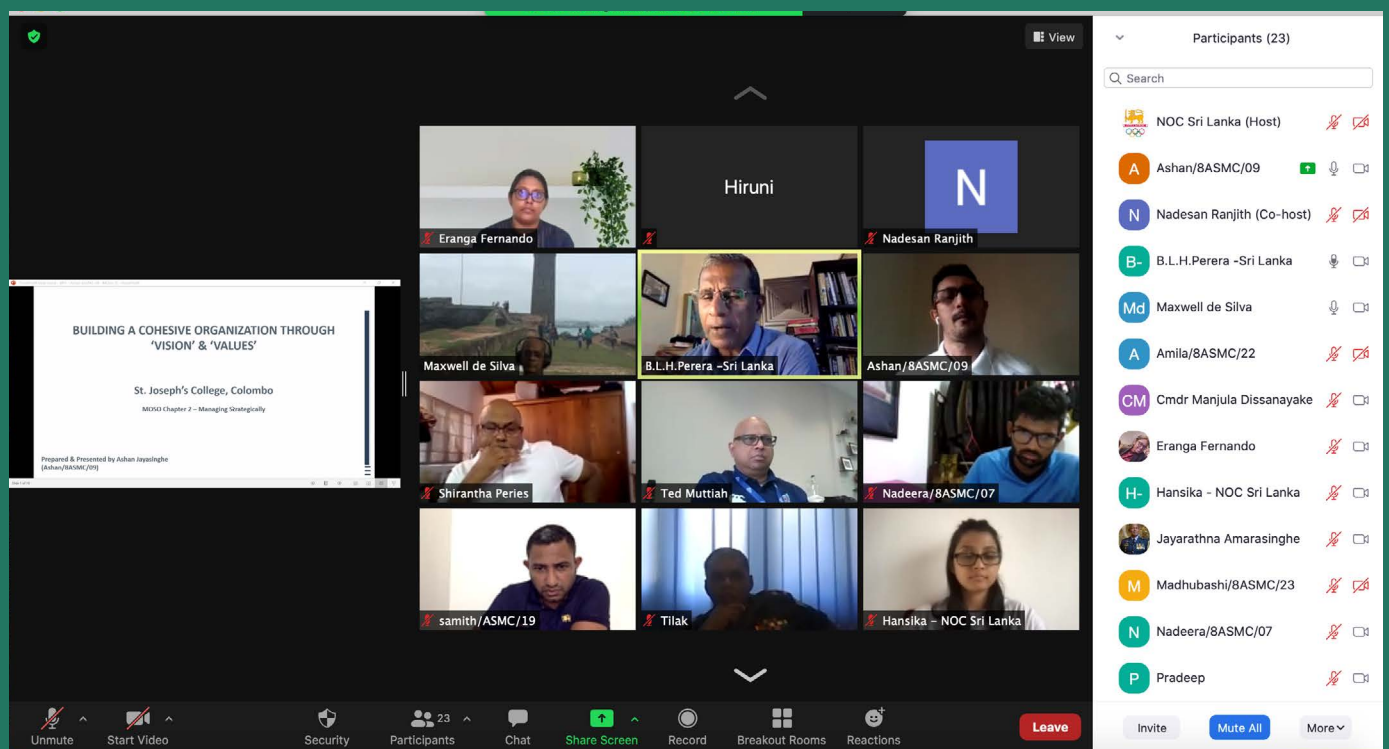 View
BUILDING A COHESIVE ORGANIZATION THROUGH
'VISION' & 'VALUES'
St. Joseph's College, Colombo
MOSO Chapter 2 – Managing Strategically
Prepared & Presented by Ashan Jayasinghe
(Ashan/8ASMC/09)
Eranga Fernando
Hiruni
N
Nadesan Ranjith
Maxwell de Silva
B.L.H.Perera -Sri Lanka
Ashan/8ASMC/09
Shirantha Peries
Ted Muttiah
Nadeera/8ASMC/07
samith/ASMC/19
Tilak
Hansika - NOC Sri Lanka
Participants (23)
Search
NOC Sri Lanka (Host)
A Ashan/8ASMC/09
N Nadesan Ranjith (Co-host)
B- B.L.H.Perera -Sri Lanka
Md Maxwell de Silva
A Amila/8ASMC/22
CM Cmdr Manjula Dissanayake
Eranga Fernando
H- Hansika - NOC Sri Lanka
Jayarathna Amarasinghe
M Madhubashi/8ASMC/23
N Nadeera/8ASMC/07
P Pradeep
Invite
Mute All
More
Unmute
Start Video
Security
23
Participants
Chat
Share Screen
Record
Breakout Rooms
Reactions
Leave